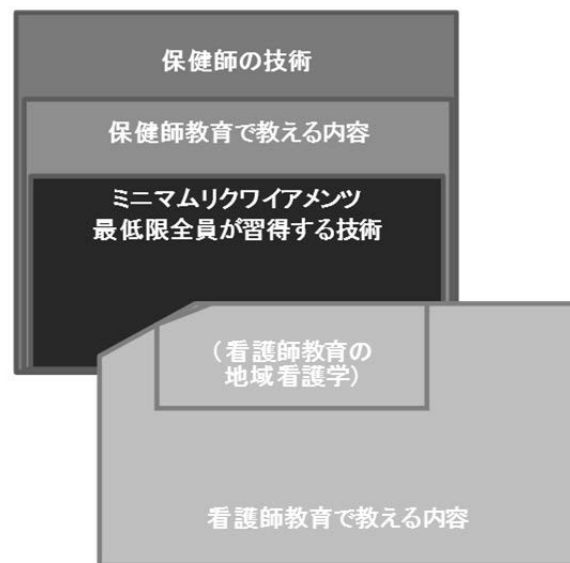 保健師の技術
保健師教育で教える内容
ミニマムリクワイアメンツ
最低限全員が習得する技術
（看護師教育の
地域看護学）
看護師教育で教える内容